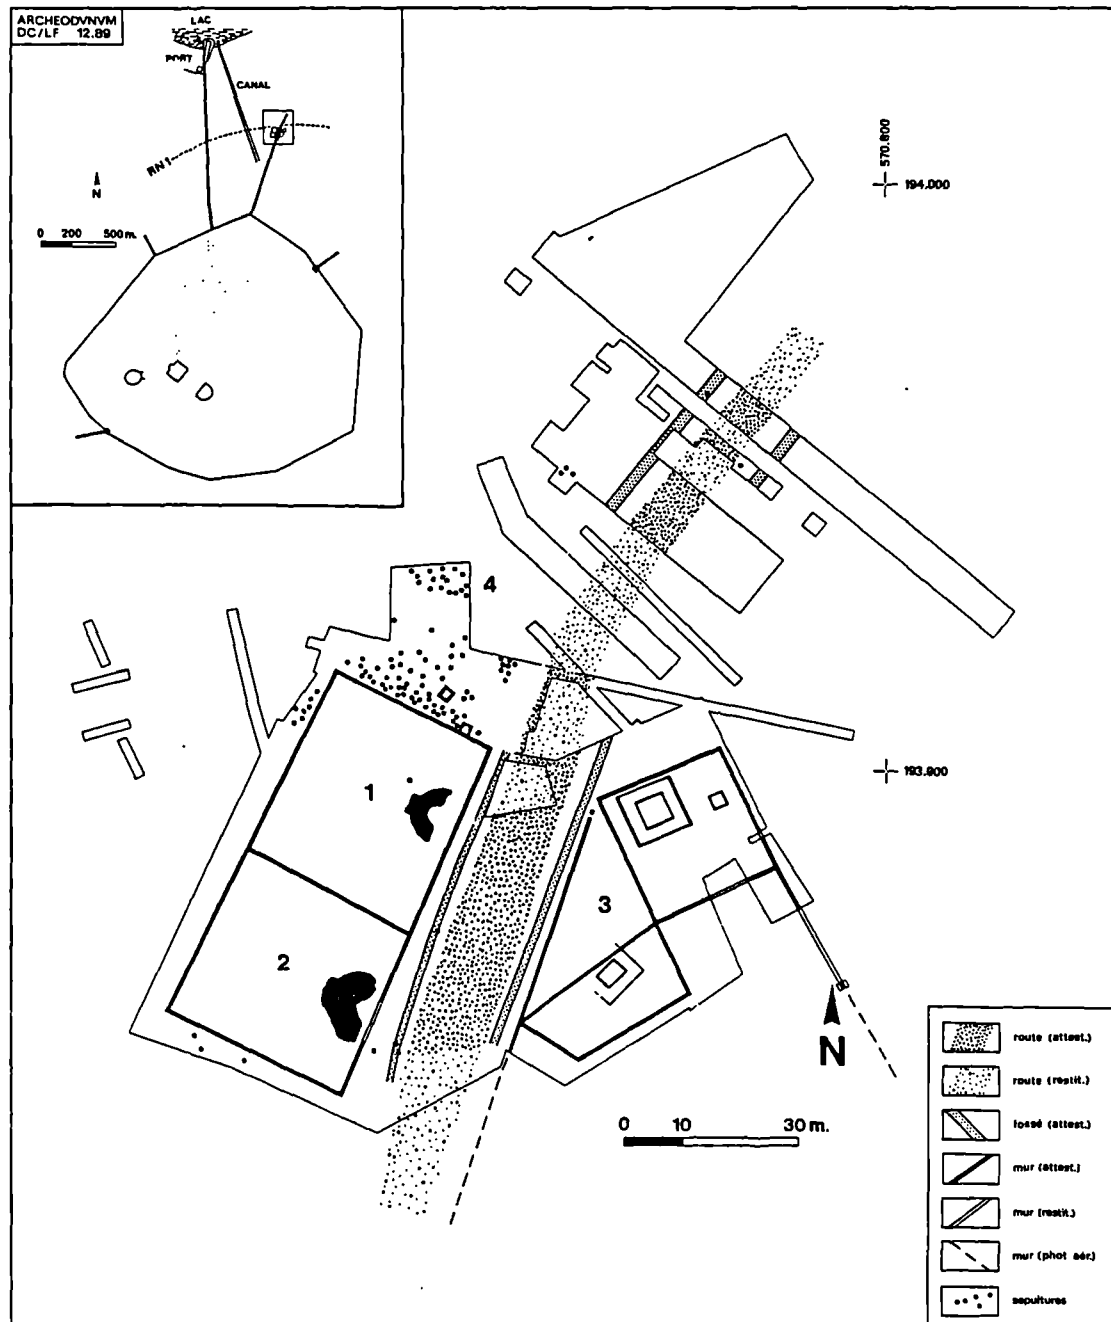 ARCHEODVNVM
DC/LF 12.89
LAC
PORT
CANAL
RN 1
N
0 200 500 m.
570.800
194.000
4
1
193.900
3
2
N
0 10 30 m.
route (attest.)
route (restit.)
fossé (attest.)
mur (attest.)
mur (restit.)
mur (phot aér.)
sepultures